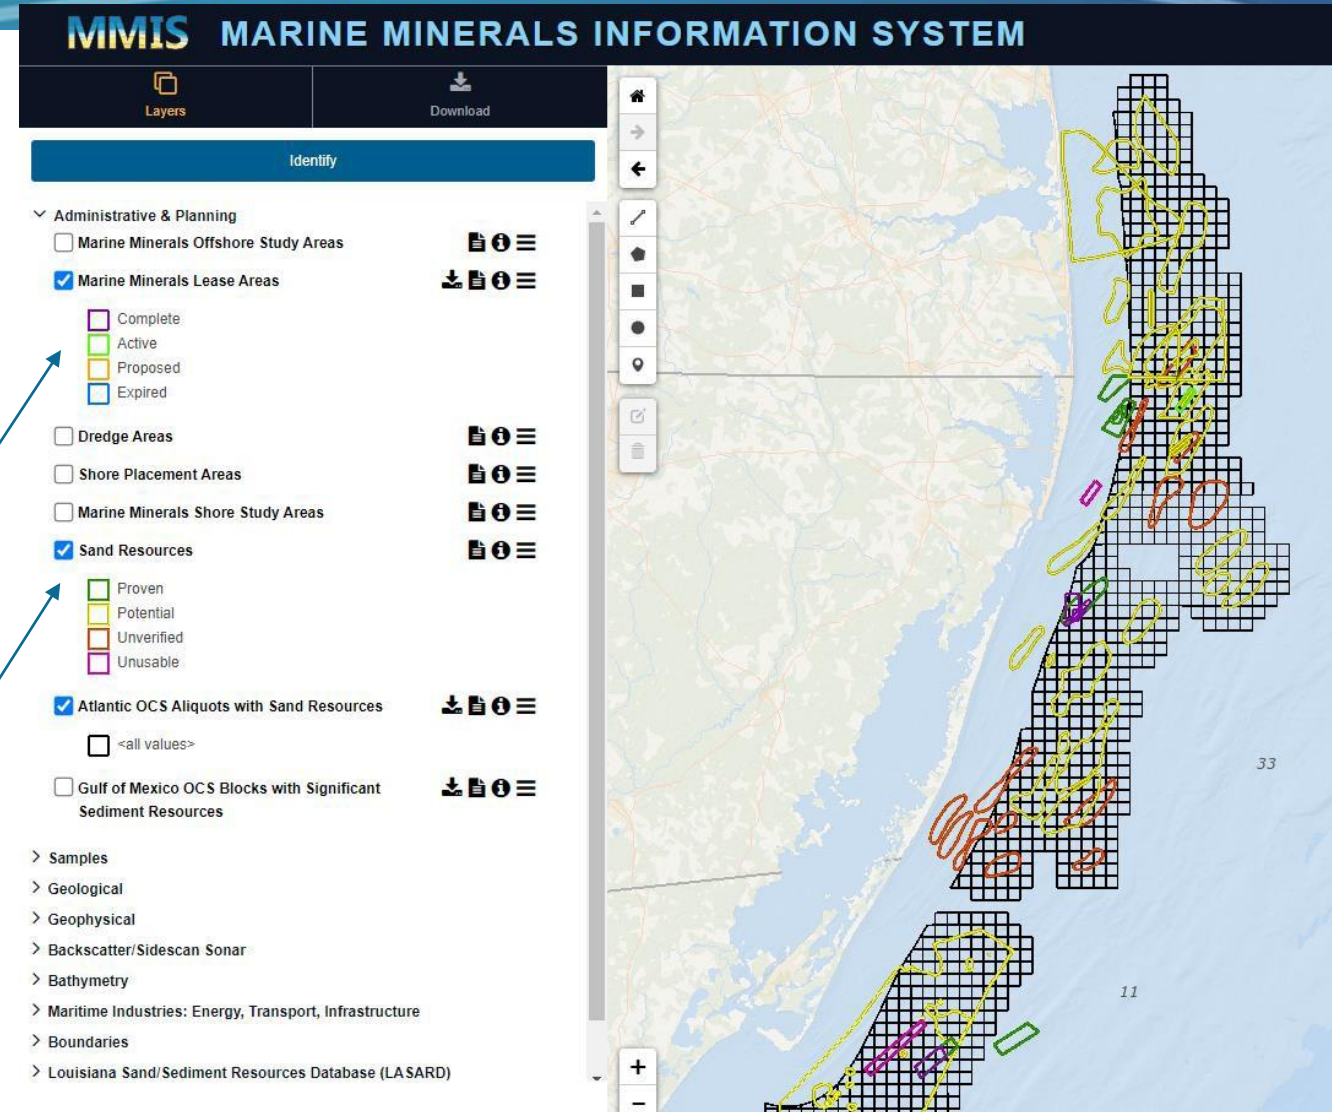 MMIS MARINE MINERALS INFORMATION SYSTEM
Layers
Download
Identify
Administrative & Planning
Marine Minerals Offshore Study Areas
Marine Minerals Lease Areas
Complete
Active
Proposed
Expired
Dredge Areas
Shore Placement Areas
Marine Minerals Shore Study Areas
Sand Resources
Proven
Potential
Unverified
Unusable
Atlantic OCS Aliquots with Sand Resources
<all values>
Gulf of Mexico OCS Blocks with Significant
Sediment Resources
Samples
Geological
Geophysical
Backscatter/Sidescan Sonar
Bathymetry
Maritime Industries: Energy, Transport, Infrastructure
Boundaries
Louisiana Sand/Sediment Resources Database (LASARD)
33
11
+
−